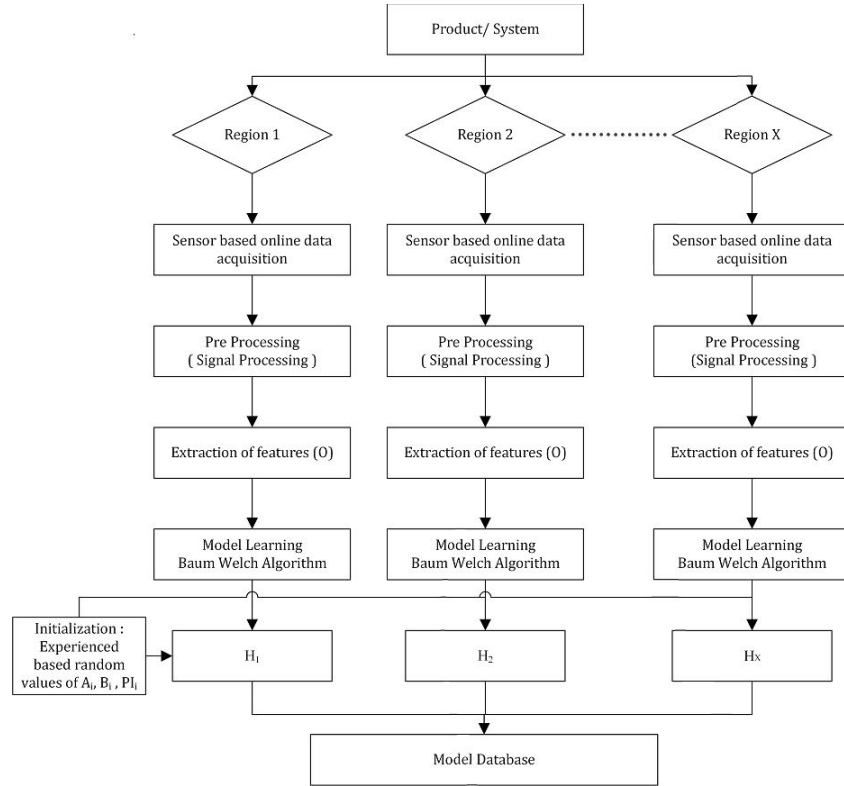 Product/ System
Region 1
Region 2
Region X
Sensor based online data
acquisition
Sensor based online data
acquisition
Sensor based online data
acquisition
Pre Processing
( Signal Processing )
Pre Processing
( Signal Processing )
Pre Processing
(Signal Processing )
Extraction of features (O)
Extraction of features (O)
Extraction of features (O)
Model Learning
Baum Welch Algorithm
Model Learning
Baum Welch Algorithm
Model Learning
Baum Welch Algorithm
Initialization :
Experienced
based random
values of Aᵢ, Bᵢ , PIᵢ
H₁
H₂
Hx
Model Database